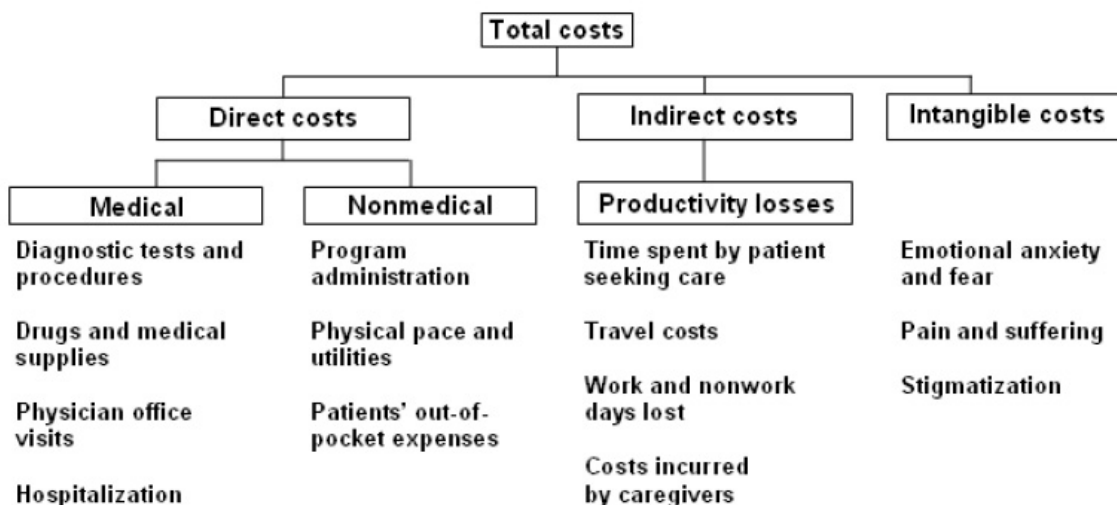 Total costs
Direct costs
Indirect costs
Intangible costs
Medical
Nonmedical
Productivity losses
Diagnostic tests and
procedures
Drugs and medical
supplies
Physician office
visits
Hospitalization
Program
administration
Physical pace and
utilities
Patients' out-of-
pocket expenses
Time spent by patient
seeking care
Travel costs
Work and nonwork
days lost
Costs incurred
by caregivers
Emotional anxiety
and fear
Pain and suffering
Stigmatization